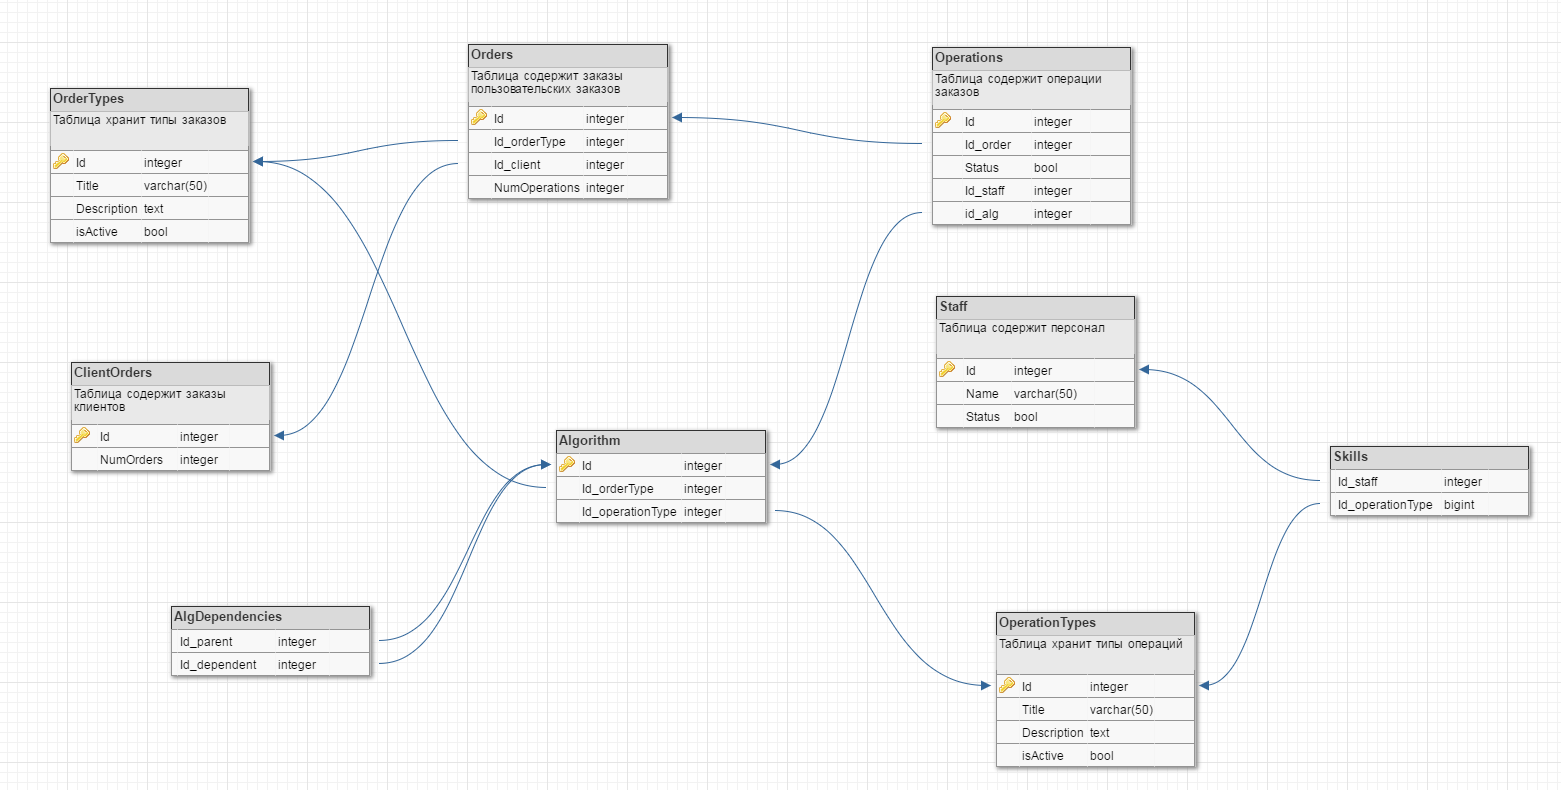 OrderTypes
Таблица хранит типы заказов
Id integer
Title varchar(50)
Description text
isActive bool
Orders
Таблица содержит заказы
пользовательских заказов
Id integer
Id_orderType integer
Id_client integer
NumOperations integer
Operations
Таблица содержит операции
заказов
Id integer
Id_order integer
Status bool
Id_staff integer
id_alg integer
Staff
Таблица содержит персонал
Id integer
Name varchar(50)
Status bool
ClientOrders
Таблица содержит заказы
клиентов
Id integer
NumOrders integer
Algorithm
Id integer
Id_orderType integer
Id_operationType integer
Skills
Id_staff integer
Id_operationType bigint
AlgDependencies
Id_parent integer
Id_dependent integer
OperationTypes
Таблица хранит типы операций
Id integer
Title varchar(50)
Description text
isActive bool